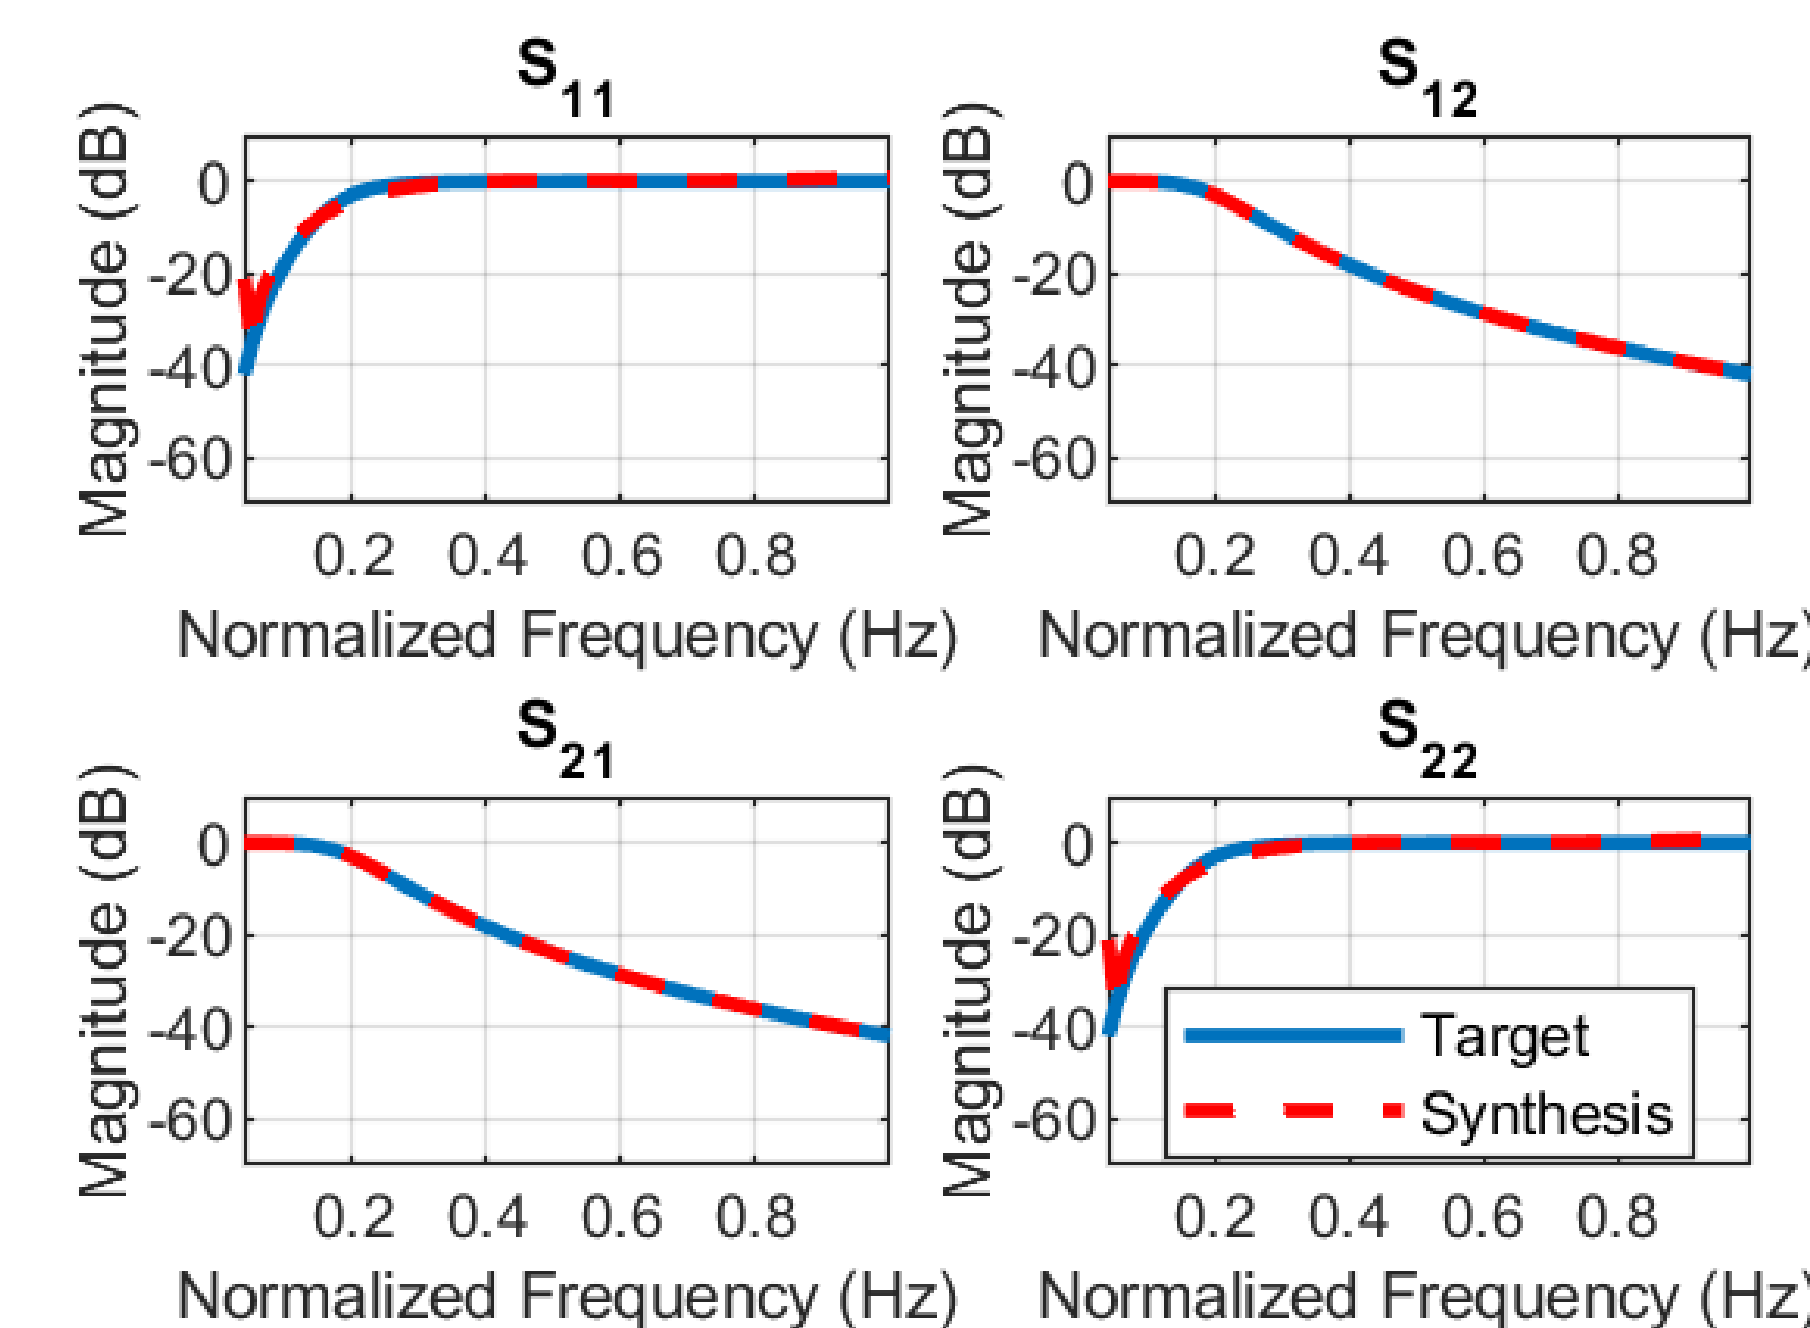 S11
Magnitude (dB)
0
-20
-40
-60
0.2 0.4 0.6 0.8
Normalized Frequency (Hz)
S12
Magnitude (dB)
0
-20
-40
-60
0.2 0.4 0.6 0.8
Normalized Frequency (Hz)
S21
Magnitude (dB)
0
-20
-40
-60
0.2 0.4 0.6 0.8
Normalized Frequency (Hz)
S22
Magnitude (dB)
0
-20
-40
-60
Target
Synthesis
0.2 0.4 0.6 0.8
Normalized Frequency (Hz)